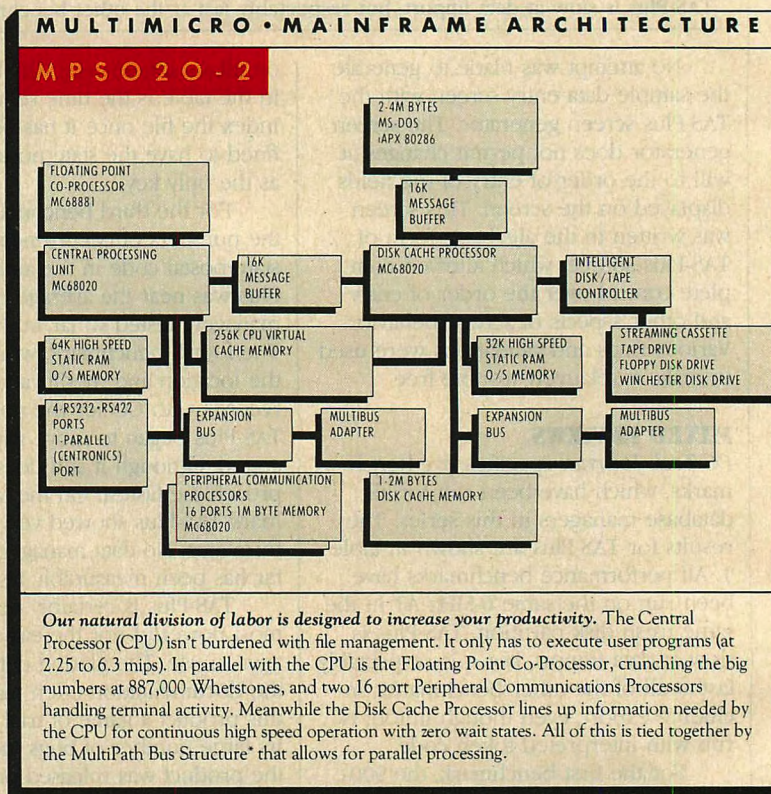 MULTIMICRO • MAINFRAME ARCHITECTURE
MPSO20-2
2-4M BYTES
MS-DOS
iAPX 80286
FLOATING POINT
CO-PROCESSOR
MC68881
16K
MESSAGE
BUFFER
CENTRAL PROCESSING
UNIT
MC68020
16K
MESSAGE
BUFFER
DISK CACHE PROCESSOR
MC68020
INTELLIGENT
DISK/TAPE
CONTROLLER
64K HIGH SPEED
STATIC RAM
O/S MEMORY
256K CPU VIRTUAL
CACHE MEMORY
32K HIGH SPEED
STATIC RAM
O/S MEMORY
STREAMING CASSETTE
TAPE DRIVE
FLOPPY DISK DRIVE
WINCHESTER DISK DRIVE
4-RS232•RS422
PORTS
1-PARALLEL
(CENTRONICS)
PORT
EXPANSION
BUS
MULTIBUS
ADAPTER
EXPANSION
BUS
MULTIBUS
ADAPTER
PERIPHERAL COMMUNICATION
PROCESSORS
16 PORTS 1M BYTE MEMORY
MC68020
1-2M BYTES
DISK CACHE MEMORY
Our natural division of labor is designed to increase your productivity. The Central
Processor (CPU) isn't burdened with file management. It only has to execute user programs (at
2.25 to 6.3 mips). In parallel with the CPU is the Floating Point Co-Processor, crunching the big
numbers at 887,000 Whetstones, and two 16 port Peripheral Communications Processors
handling terminal activity. Meanwhile the Disk Cache Processor lines up information needed by
the CPU for continuous high speed operation with zero wait states. All of this is tied together by
the MultiPath Bus Structure* that allows for parallel processing.